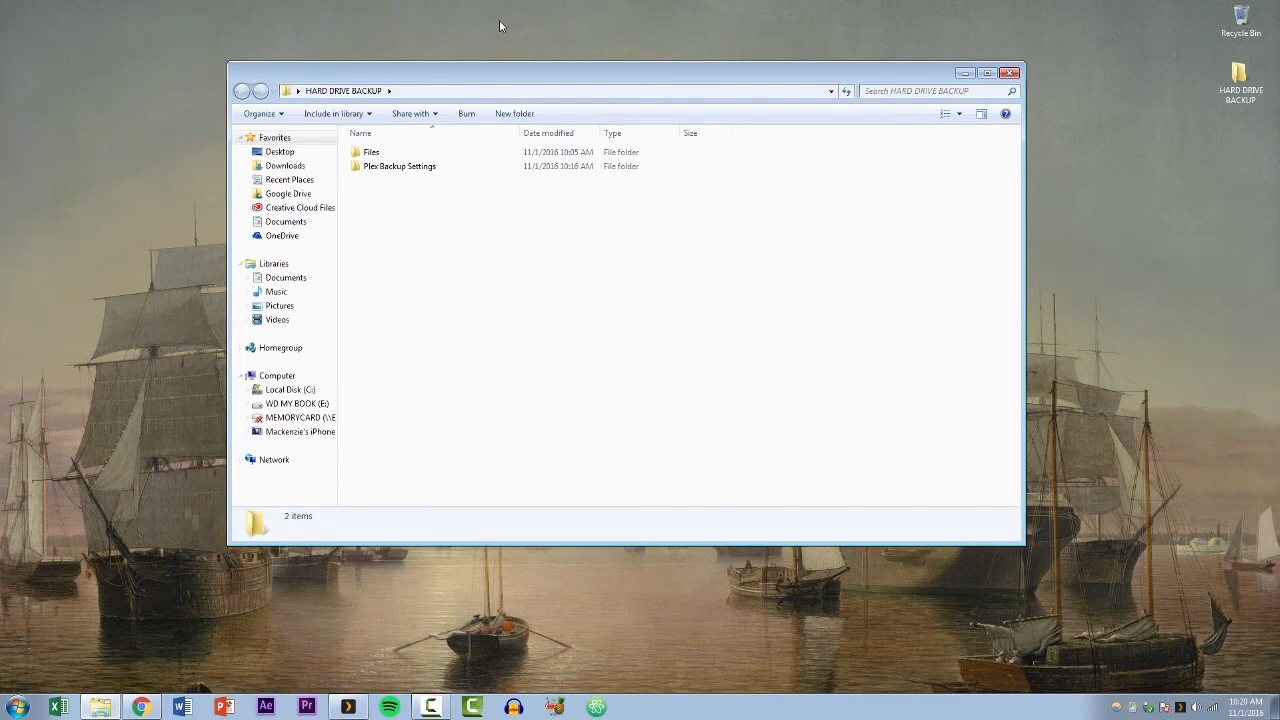 Recycle Bin
HARD DRIVE
BACKUP
HARD DRIVE BACKUP
Search HARD DRIVE BACKUP
Organize
Include in library
Share with
Burn
New folder
Name
Date modified
Type
Size
Files
11/1/2016 10:05 AM
File folder
Plex Backup Settings
11/1/2016 10:16 AM
File folder
Favorites
Desktop
Downloads
Recent Places
Google Drive
Creative Cloud Files
Documents
OneDrive
Libraries
Documents
Music
Pictures
Videos
Homegroup
Computer
Local Disk (C:)
WD MY BOOK (E:)
MEMORYCARD (\\E
Mackenzie's iPhone
Network
2 items
Ae
Pr
10:20 AM
11/1/2016